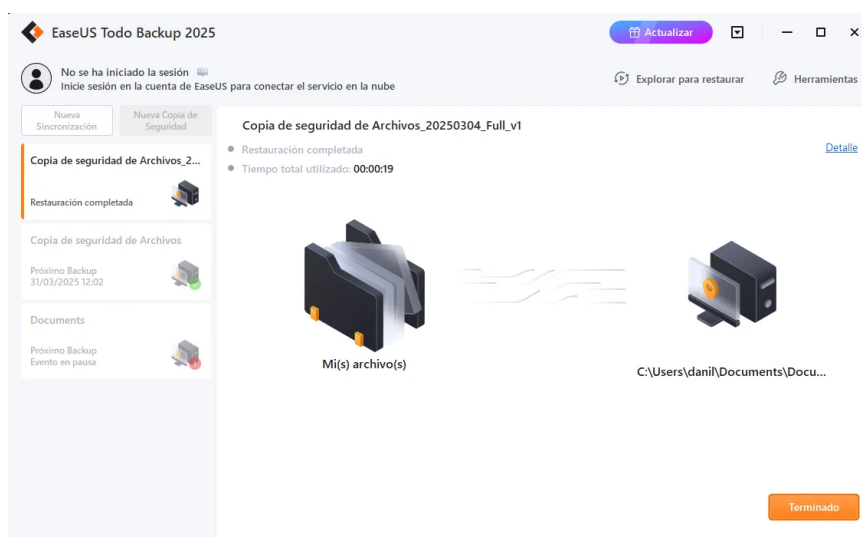 EaseUS Todo Backup 2025
Actualizar
No se ha iniciado la sesión
Inicie sesión en la cuenta de EaseUS para conectar el servicio en la nube
Explorar para restaurar
Herramientas
Nueva
Sincronización
Nueva Copia de
Seguridad
Copia de seguridad de Archivos_2...
Restauración completada
Copia de seguridad de Archivos
Próximo Backup
31/03/2025 12:02
Documents
Próximo Backup
Evento en pausa
Copia de seguridad de Archivos_20250304_Full_v1
Restauración completada
Detalle
Tiempo total utilizado: 00:00:19
Mi(s) archivo(s)
C:\Users\danil\Documents\Docu...
Terminado